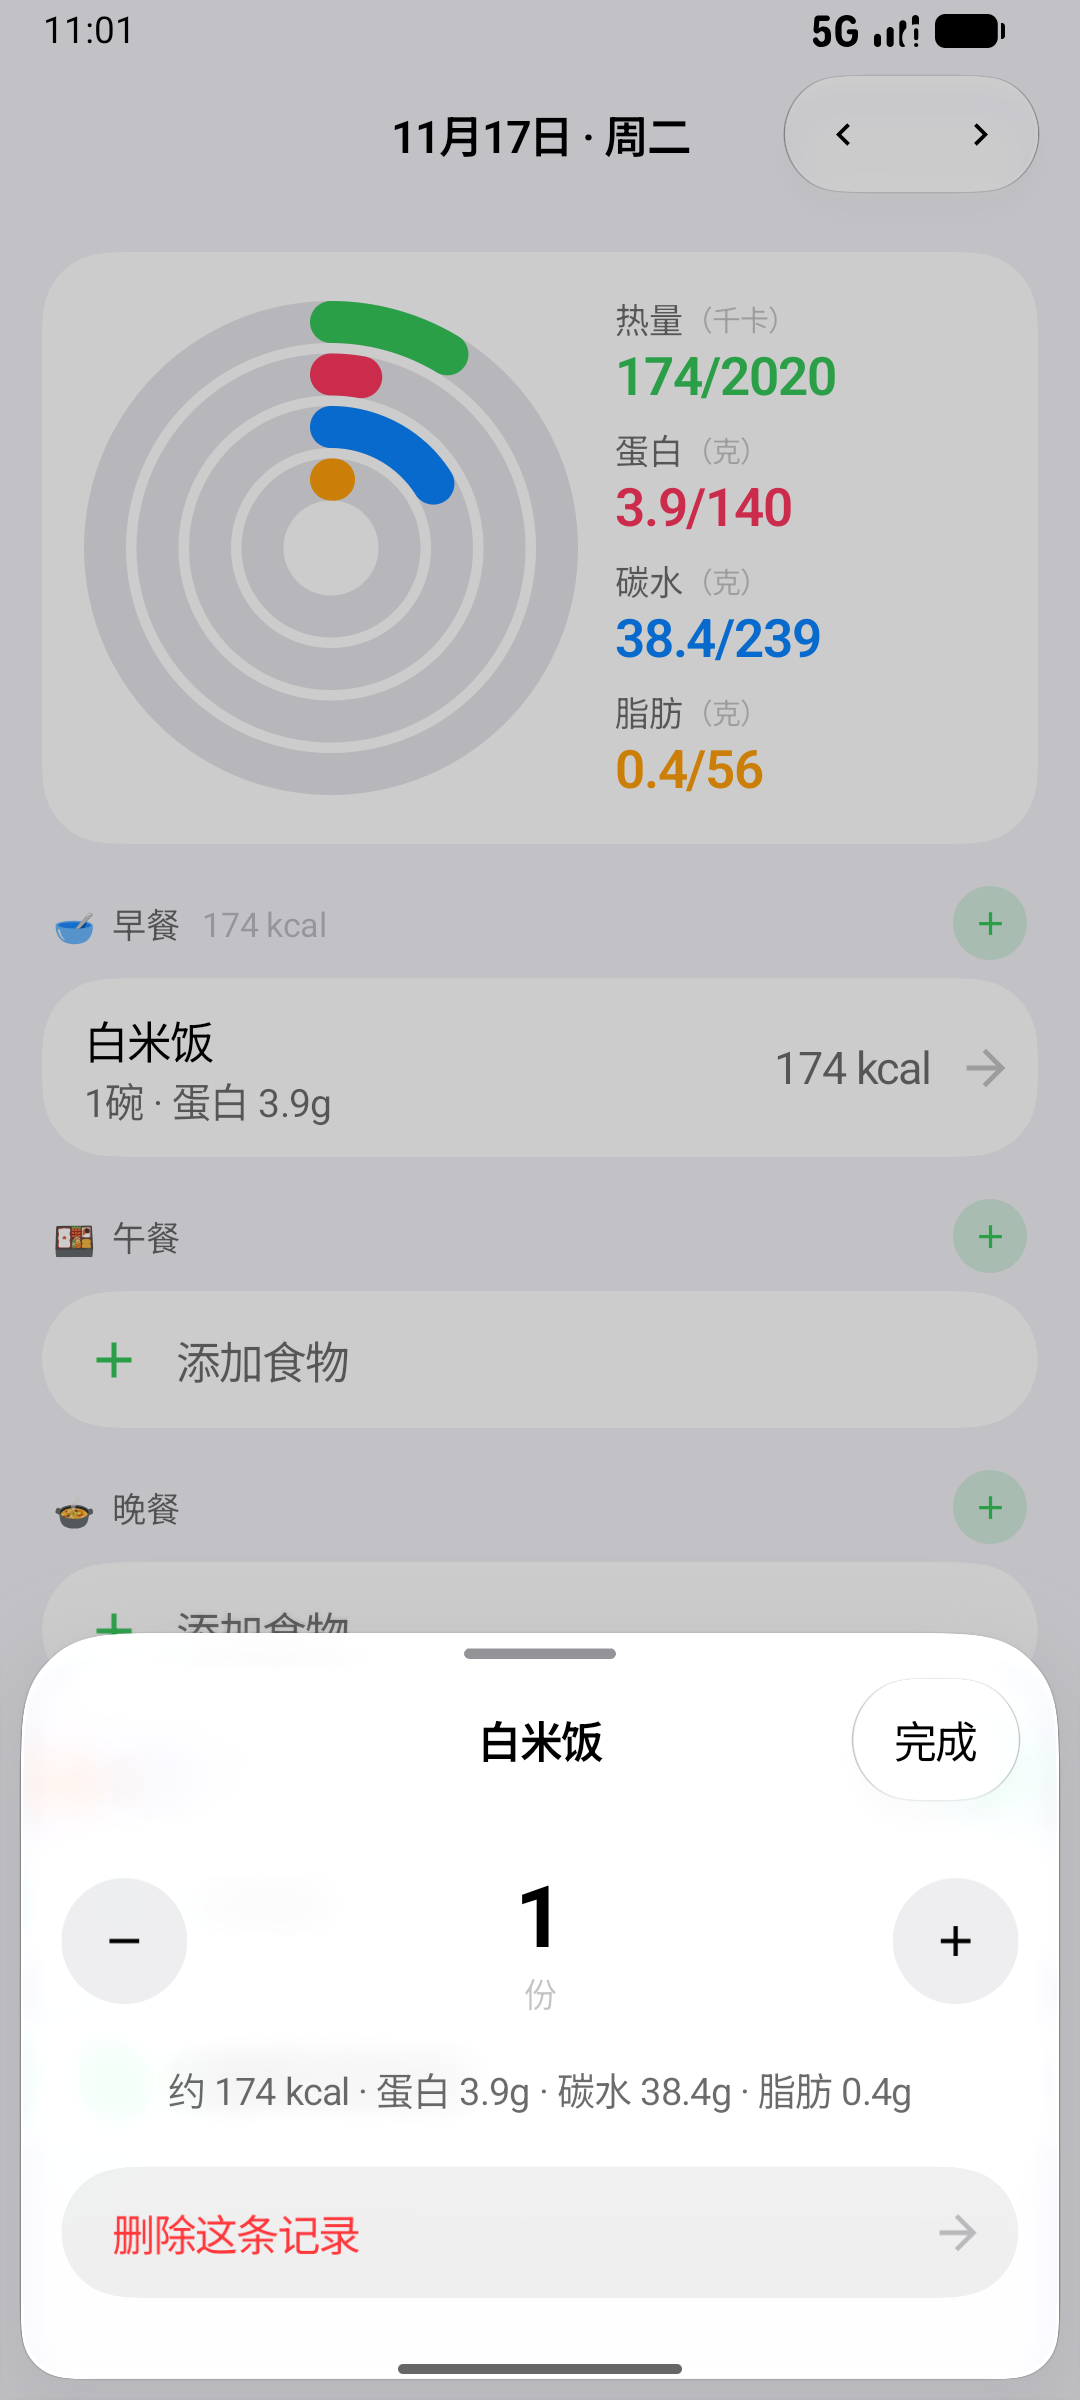 11:01
5G
11月17日 · 周二
热量（千卡）
174/2020
蛋白（克）
3.9/140
碳水（克）
38.4/239
脂肪（克）
0.4/56
早餐 174 kcal
白米饭
1碗 · 蛋白 3.9g
174 kcal
午餐
添加食物
晚餐
添加食物
白米饭
完成
1
份
约 174 kcal · 蛋白 3.9g · 碳水 38.4g · 脂肪 0.4g
删除这条记录